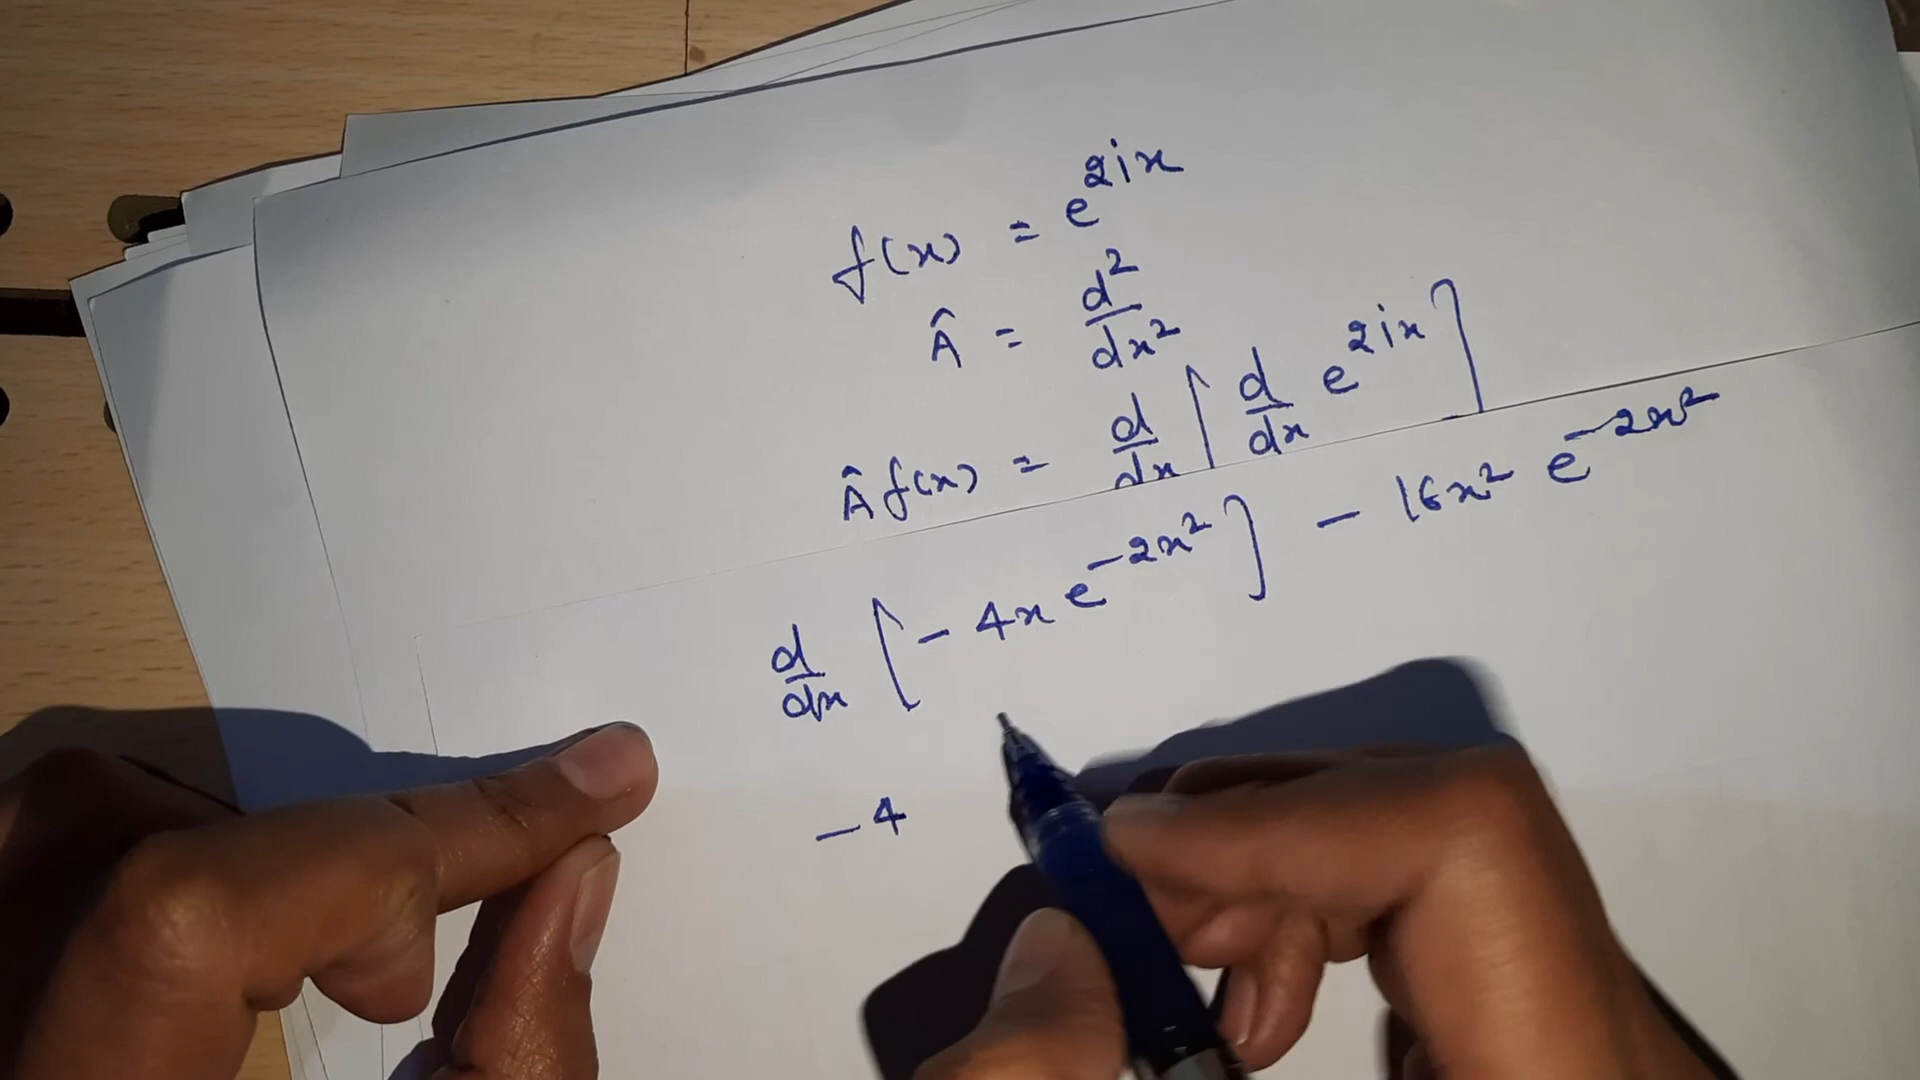 f(x) = e^{2ix}
Â = d²/dx²
Â f(x) = d/dx [ d/dx e^{2ix} ]
d/dx [ - 4x e^{-2x²} ] - 16x² e^{-2x²}
- 4